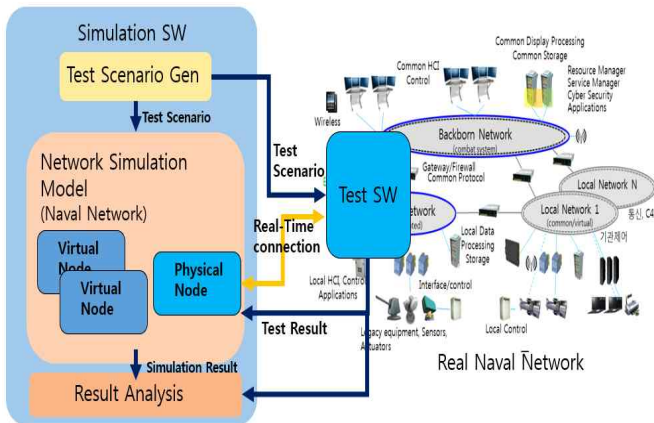 Simulation SW
Test Scenario Gen
Test Scenario
Network Simulation
Model
(Naval Network)
Virtual
Node
Virtual
Node
Physical
Node
Simulation Result
Result Analysis
Test
Scenario
Real-Time
connection
Test Result
Test SW
Common HCI
Control
Wireless
Common Display Processing
Common Storage
Resource Manager
Service Manager
Cyber Security
Applications
Backborn Network
(combat system)
Gateway/Firewall
Common Protocol
Local Network N
Local Network 1
(common/virtual)
통신, C4
기관제어
Local Data
Processing
Storage
Local HCI, Control
Applications
Interface/control
Legacy equipment, Sensors,
Actuators
Local Control
Real Naval Network